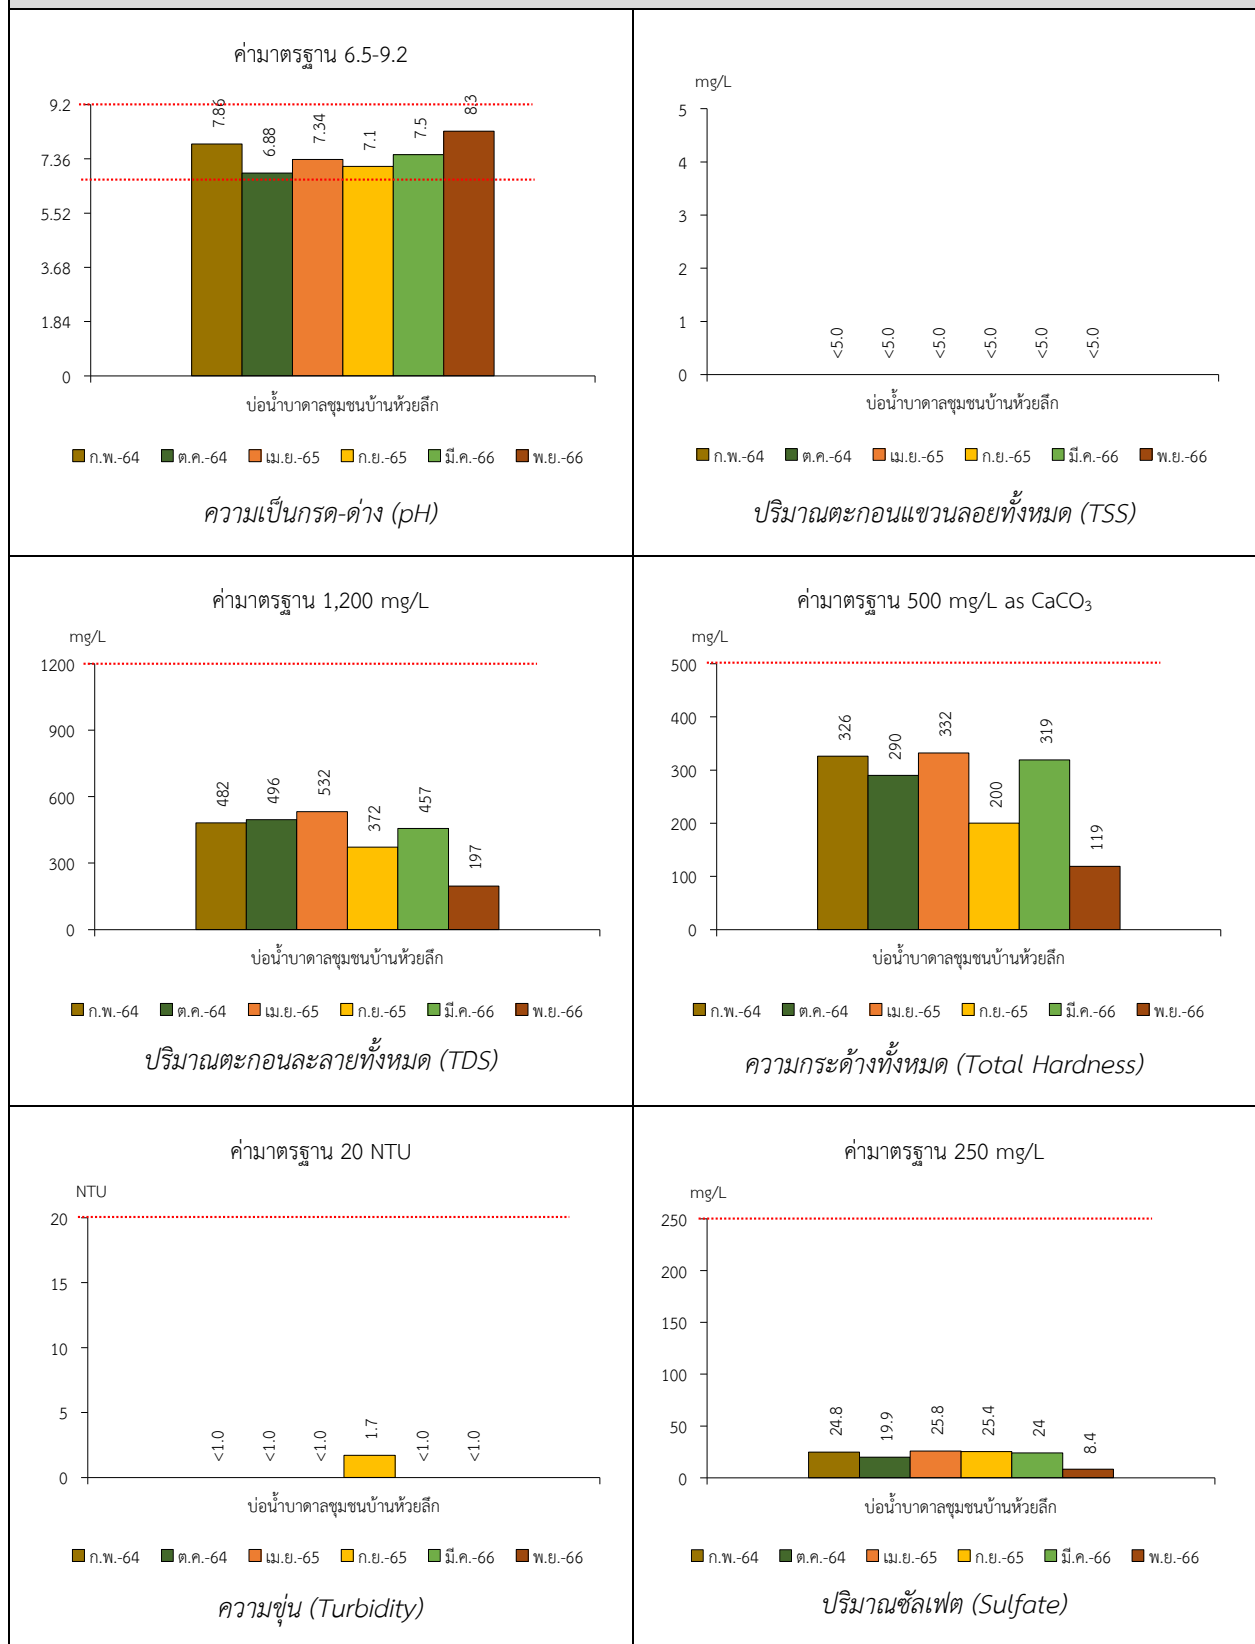 ค่ามาตรฐาน 6.5-9.2
9.2
7.36
5.52
3.68
1.84
0
7.86
6.88
7.34
7.1
7.5
8.3
บ่อน้ำบาดาลชุมชนบ้านห้วยลึก
ก.พ.-64 ต.ค.-64 เม.ย.-65 ก.ย.-65 มี.ค.-66 พ.ย.-66
ความเป็นกรด-ด่าง (pH)
mg/L
5
4
3
2
1
0
<5.0
<5.0
<5.0
<5.0
<5.0
<5.0
บ่อน้ำบาดาลชุมชนบ้านห้วยลึก
ก.พ.-64 ต.ค.-64 เม.ย.-65 ก.ย.-65 มี.ค.-66 พ.ย.-66
ปริมาณตะกอนแขวนลอยทั้งหมด (TSS)
ค่ามาตรฐาน 1,200 mg/L
mg/L
1200
900
600
300
0
482
496
532
372
457
197
บ่อน้ำบาดาลชุมชนบ้านห้วยลึก
ก.พ.-64 ต.ค.-64 เม.ย.-65 ก.ย.-65 มี.ค.-66 พ.ย.-66
ปริมาณตะกอนละลายทั้งหมด (TDS)
ค่ามาตรฐาน 500 mg/L as CaCO₃
mg/L
500
400
300
200
100
0
326
290
332
200
319
119
บ่อน้ำบาดาลชุมชนบ้านห้วยลึก
ก.พ.-64 ต.ค.-64 เม.ย.-65 ก.ย.-65 มี.ค.-66 พ.ย.-66
ความกระด้างทั้งหมด (Total Hardness)
ค่ามาตรฐาน 20 NTU
NTU
20
15
10
5
0
<1.0
<1.0
<1.0
1.7
<1.0
<1.0
บ่อน้ำบาดาลชุมชนบ้านห้วยลึก
ก.พ.-64 ต.ค.-64 เม.ย.-65 ก.ย.-65 มี.ค.-66 พ.ย.-66
ความขุ่น (Turbidity)
ค่ามาตรฐาน 250 mg/L
mg/L
250
200
150
100
50
0
24.8
19.9
25.8
25.4
24
8.4
บ่อน้ำบาดาลชุมชนบ้านห้วยลึก
ก.พ.-64 ต.ค.-64 เม.ย.-65 ก.ย.-65 มี.ค.-66 พ.ย.-66
ปริมาณซัลเฟต (Sulfate)